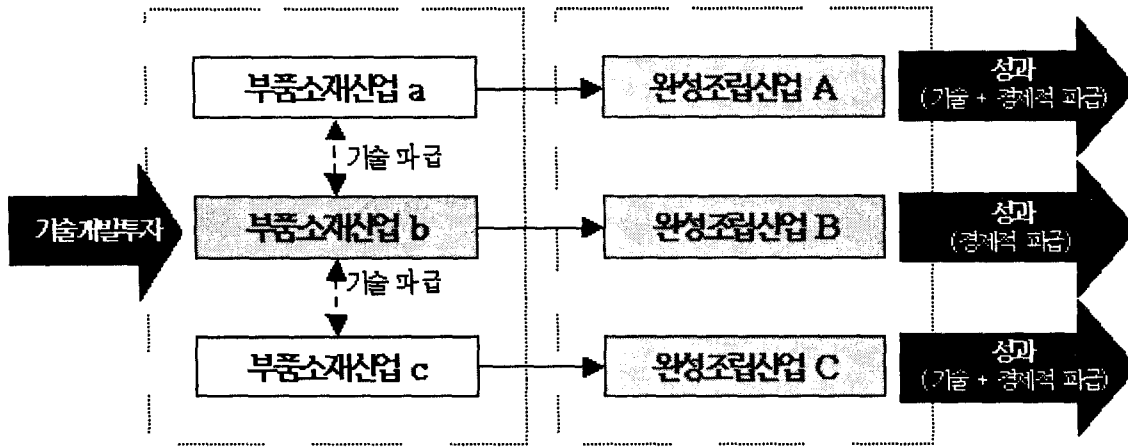 부품소재산업 a
완성조립산업 A
성과
(기술 + 경제적 파급)
기술 파급
기술개발투자
부품소재산업 b
완성조립산업 B
성과
(경제적 파급)
기술 파급
부품소재산업 c
완성조립산업 C
성과
(기술 + 경제적 파급)